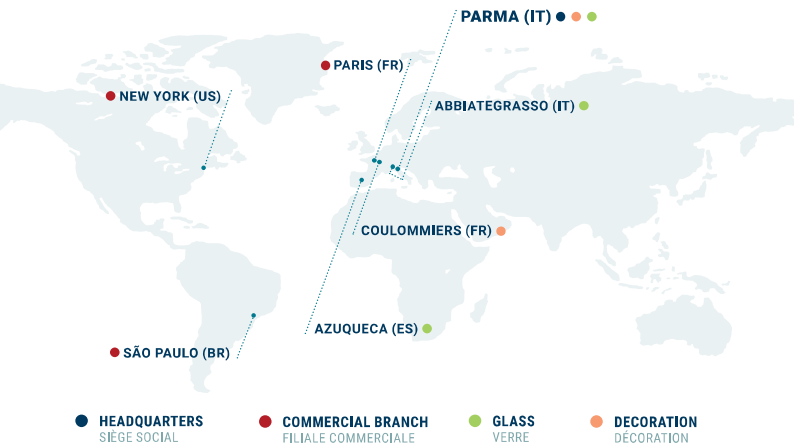 PARMA (IT)
PARIS (FR)
NEW YORK (US)
ABBIATEGRASSO (IT)
COULOMMIERS (FR)
AZUQUECA (ES)
SÃO PAULO (BR)
HEADQUARTERS
SIÈGE SOCIAL
COMMERCIAL BRANCH
FILIALE COMMERCIALE
GLASS
VERRE
DECORATION
DÉCORATION